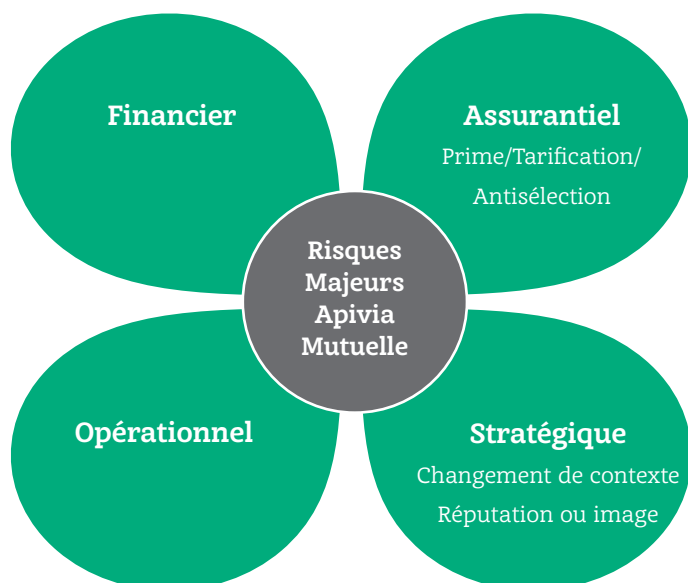 Financier
Assurantiel
Prime/Tarification/
Antisélection
Risques
Majeurs
Apivia
Mutuelle
Opérationnel
Stratégique
Changement de contexte
Réputation ou image